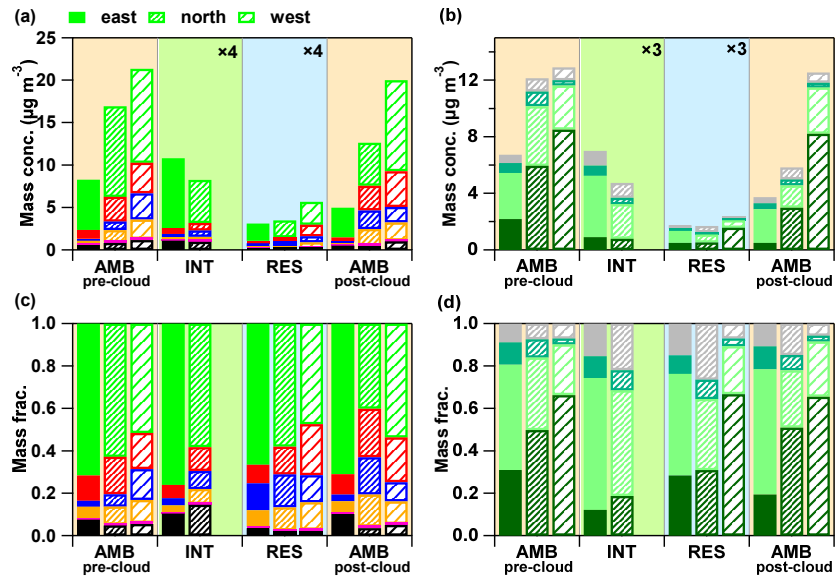 (a) east north west
(b)
Mass conc. (µg m⁻³)
25
20
15
10
5
0
×4
×4
AMB INT RES AMB
pre-cloud post-cloud
Mass conc. (µg m⁻³)
12
8
4
0
×3
×3
AMB INT RES AMB
pre-cloud post-cloud
(c)
Mass frac.
1.0
0.8
0.6
0.4
0.2
0.0
AMB INT RES AMB
pre-cloud post-cloud
(d)
Mass frac.
1.0
0.8
0.6
0.4
0.2
0.0
AMB INT RES AMB
pre-cloud post-cloud